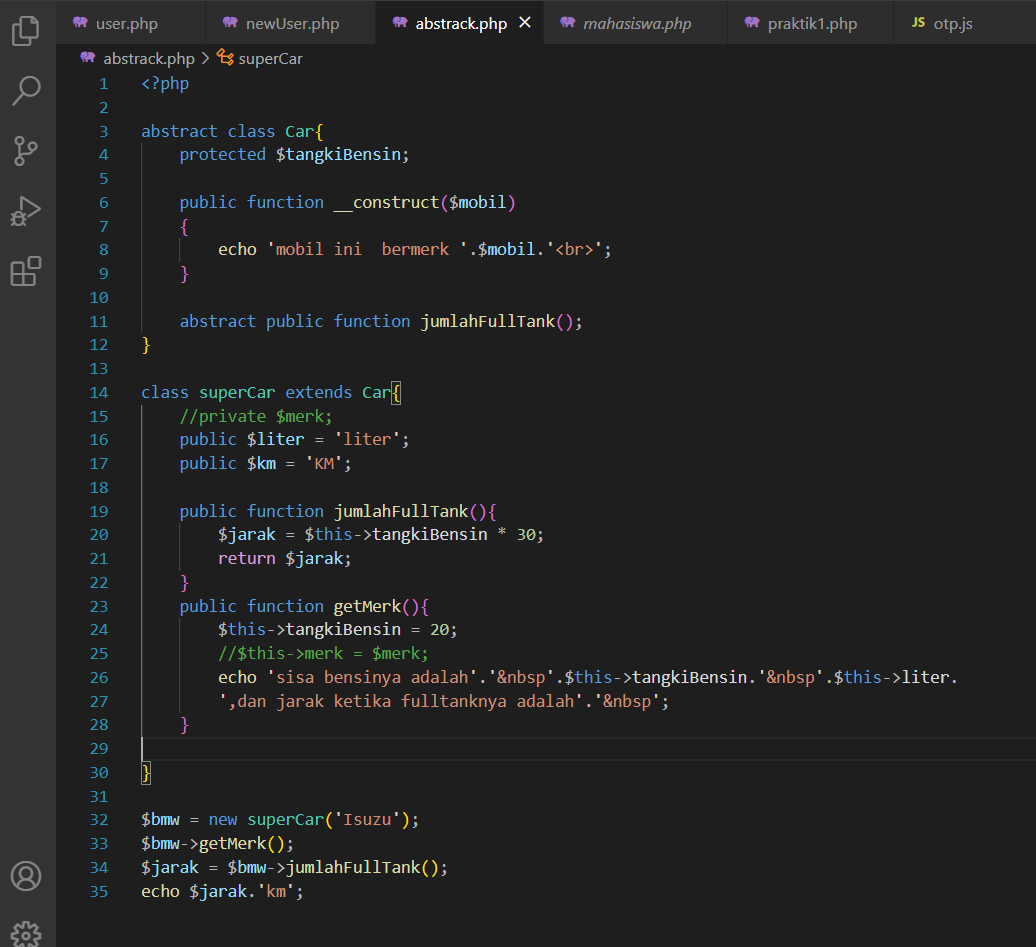 user.php newUser.php abstrack.php mahasiswa.php praktik1.php JS otp.js
abstrack.php > superCar
1 <?php
2
3 abstract class Car{
4     protected $tangkiBensin;
5
6     public function __construct($mobil)
7     {
8         echo 'mobil ini  bermerk '.$mobil.'<br>';
9     }
10
11     abstract public function jumlahFullTank();
12 }
13
14 class superCar extends Car{
15     //private $merk;
16     public $liter = 'liter';
17     public $km = 'KM';
18
19     public function jumlahFullTank(){
20         $jarak = $this->tangkiBensin * 30;
21         return $jarak;
22     }
23     public function getMerk(){
24         $this->tangkiBensin = 20;
25         //$this->merk = $merk;
26         echo 'sisa bensinya adalah'.'&nbsp'.$this->tangkiBensin.'&nbsp'.$this->liter.
27         ',dan jarak ketika fulltanknya adalah'.'&nbsp';
28     }
29
30 }
31
32 $bmw = new superCar('Isuzu');
33 $bmw->getMerk();
34 $jarak = $bmw->jumlahFullTank();
35 echo $jarak.'km';